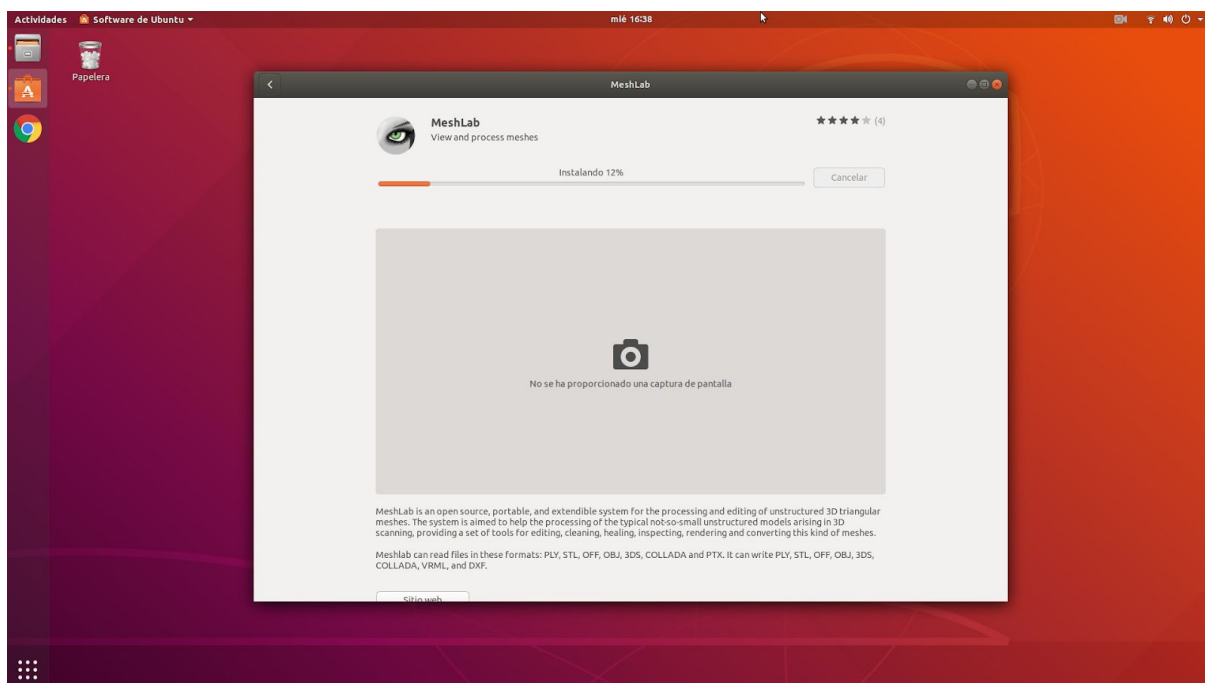 Actividades Software de Ubuntu mié 16:38
Papelera
MeshLab
MeshLab
View and process meshes
(4)
Instalando 12%
Cancelar
No se ha proporcionado una captura de pantalla
MeshLab is an open source, portable, and extendible system for the processing and editing of unstructured 3D triangular
meshes. The system is aimed to help the processing of the typical not-so-small unstructured models arising in 3D
scanning, providing a set of tools for editing, cleaning, healing, inspecting, rendering and converting this kind of meshes.
Meshlab can read files in these formats: PLY, STL, OFF, OBJ, 3DS, COLLADA and PTX. It can write PLY, STL, OFF, OBJ, 3DS,
COLLADA, VRML, and DXF.
Sitio web